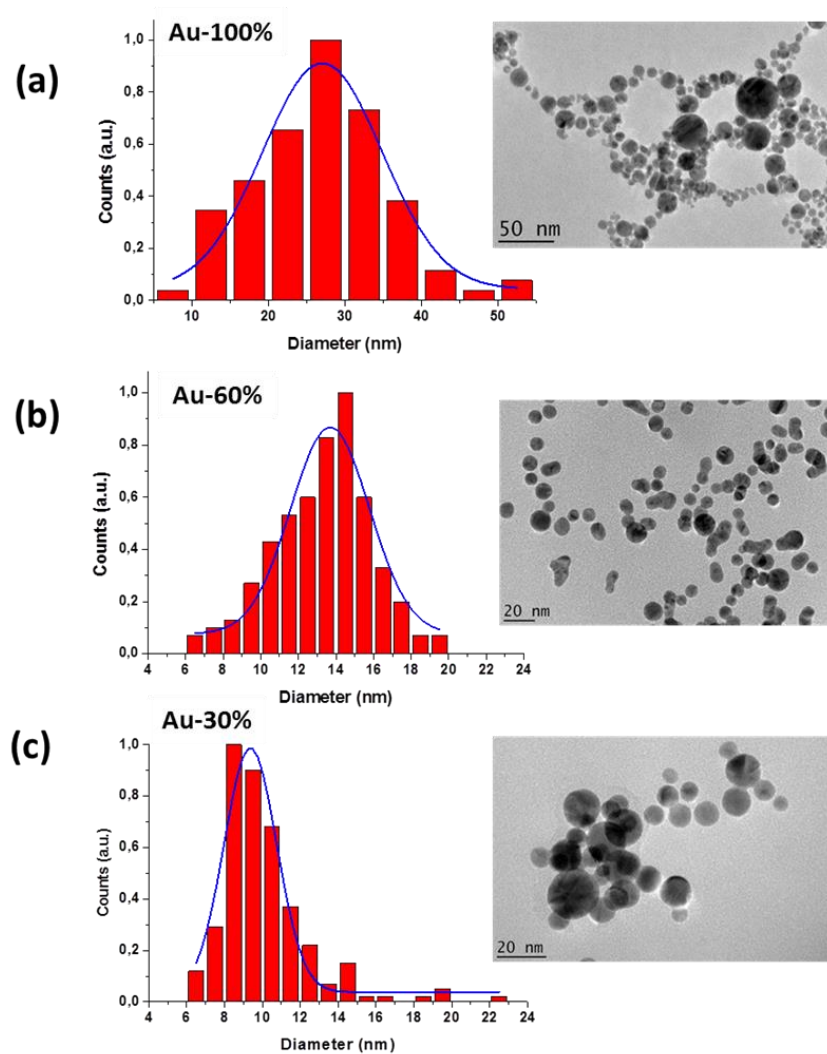 (a)
Au-100%
Counts (a.u.)
1,0
0,8
0,6
0,4
0,2
0,0
10 20 30 40 50
Diameter (nm)
50 nm
(b)
Au-60%
Counts (a.u.)
1,0
0,8
0,6
0,4
0,2
0,0
4 6 8 10 12 14 16 18 20 22 24
Diameter (nm)
20 nm
(c)
Au-30%
Counts (a.u.)
1,0
0,8
0,6
0,4
0,2
0,0
4 6 8 10 12 14 16 18 20 22 24
Diameter (nm)
20 nm